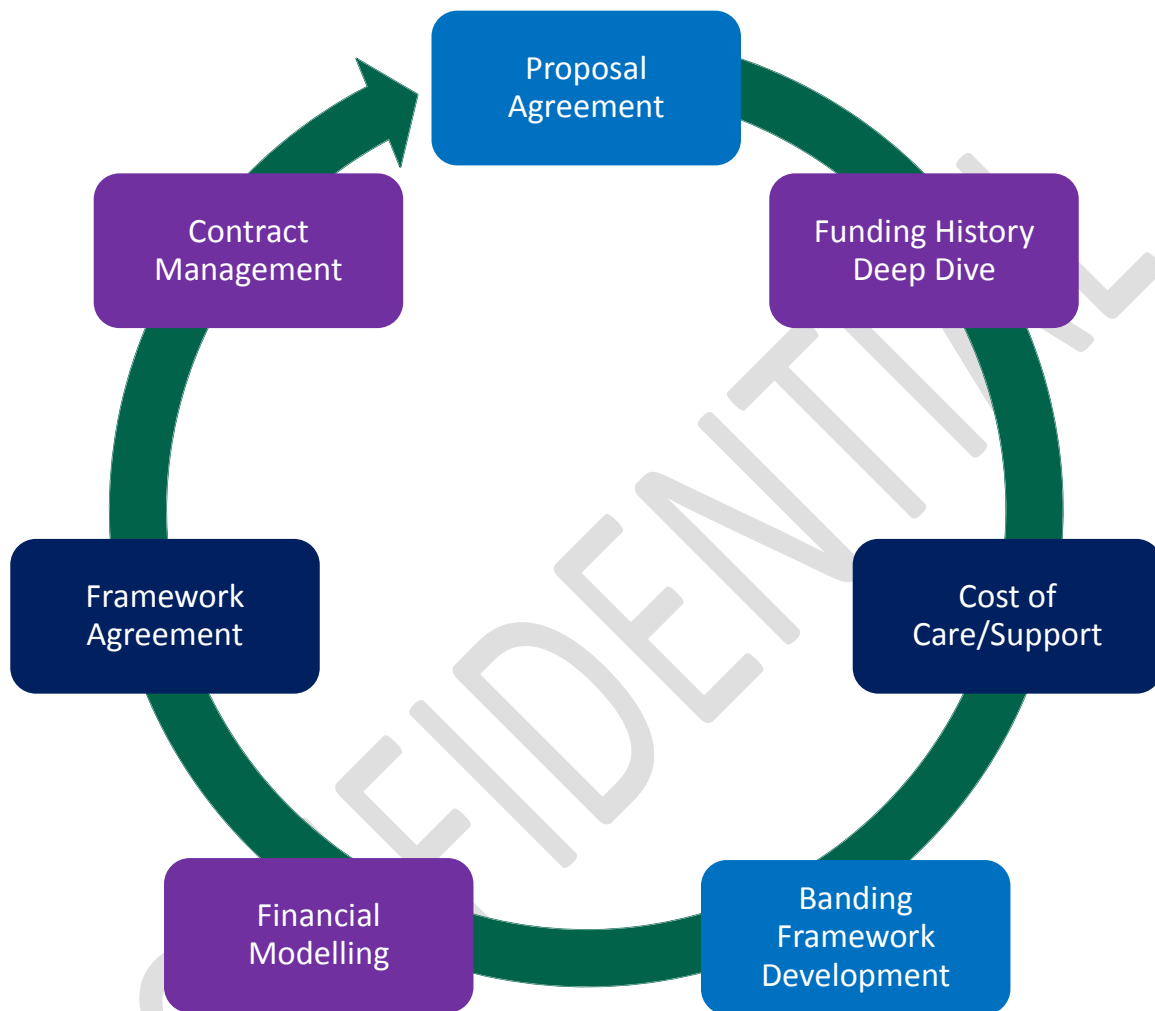 Proposal
Agreement
Funding History
Deep Dive
Cost of
Care/Support
Banding
Framework
Development
Financial
Modelling
Framework
Agreement
Contract
Management
CONFIDENTIAL